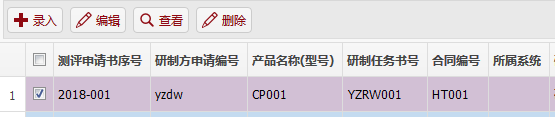 录入 编辑 查看 删除
测评申请书序号 研制方申请编号 产品名称(型号) 研制任务书号 合同编号 所属系统
1 2018-001 yzdw CP001 YZRW001 HT001